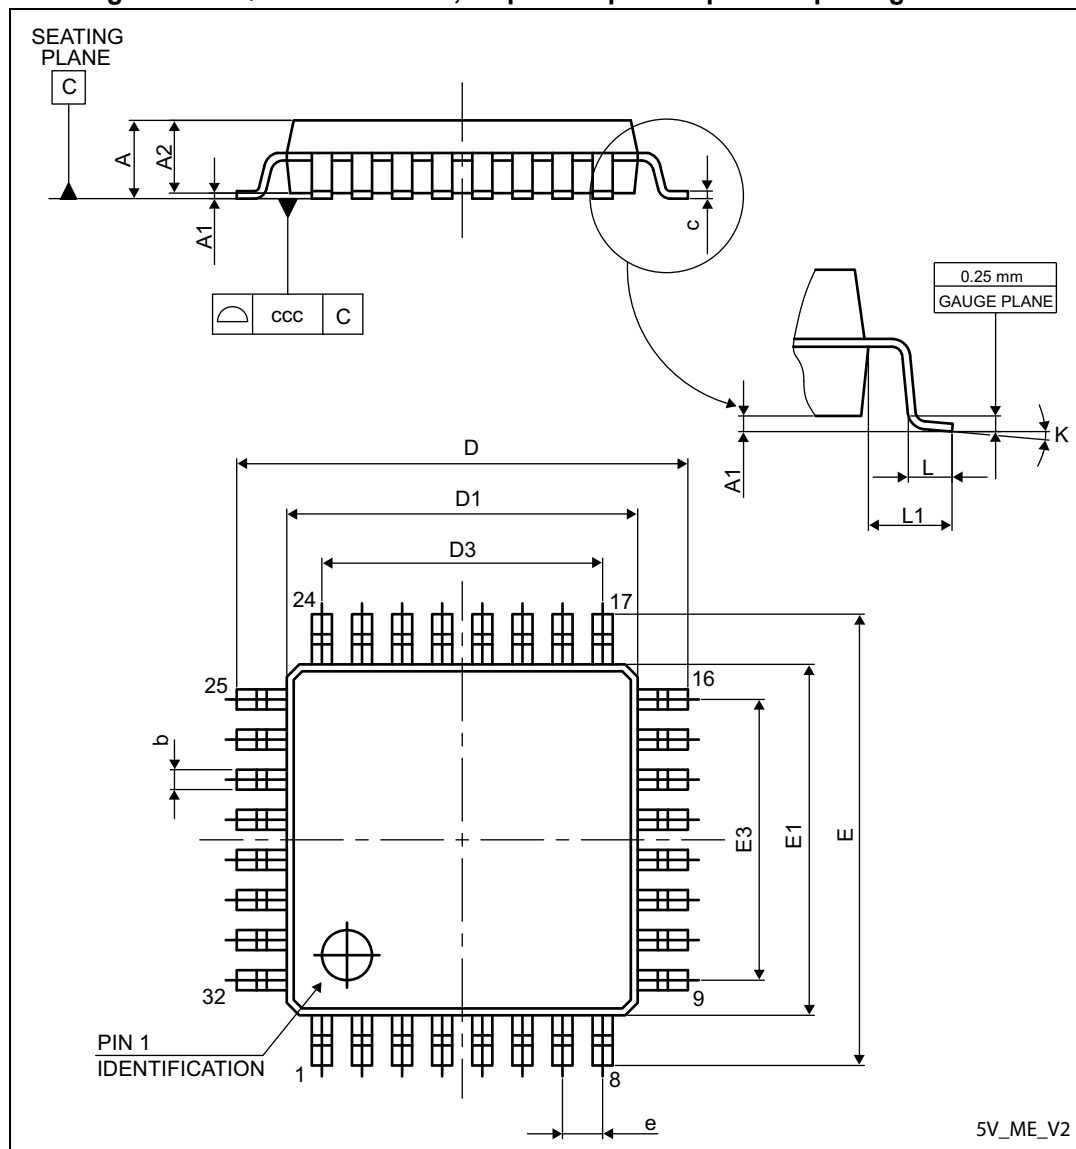 SEATING
PLANE
C
A
A2
A1
c
ccc
C
0.25 mm
GAUGE PLANE
K
A1
L
L1
D
D1
D3
24
17
25
16
b
E3
E1
E
32
9
PIN 1
IDENTIFICATION
1
8
e
5V_ME_V2